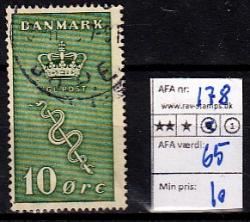 DANMARK
KGL. POST
10 ØRE
AFA nr: 178
www.rav-stamps.dk
AFA værdi: 65
Min pris: 10